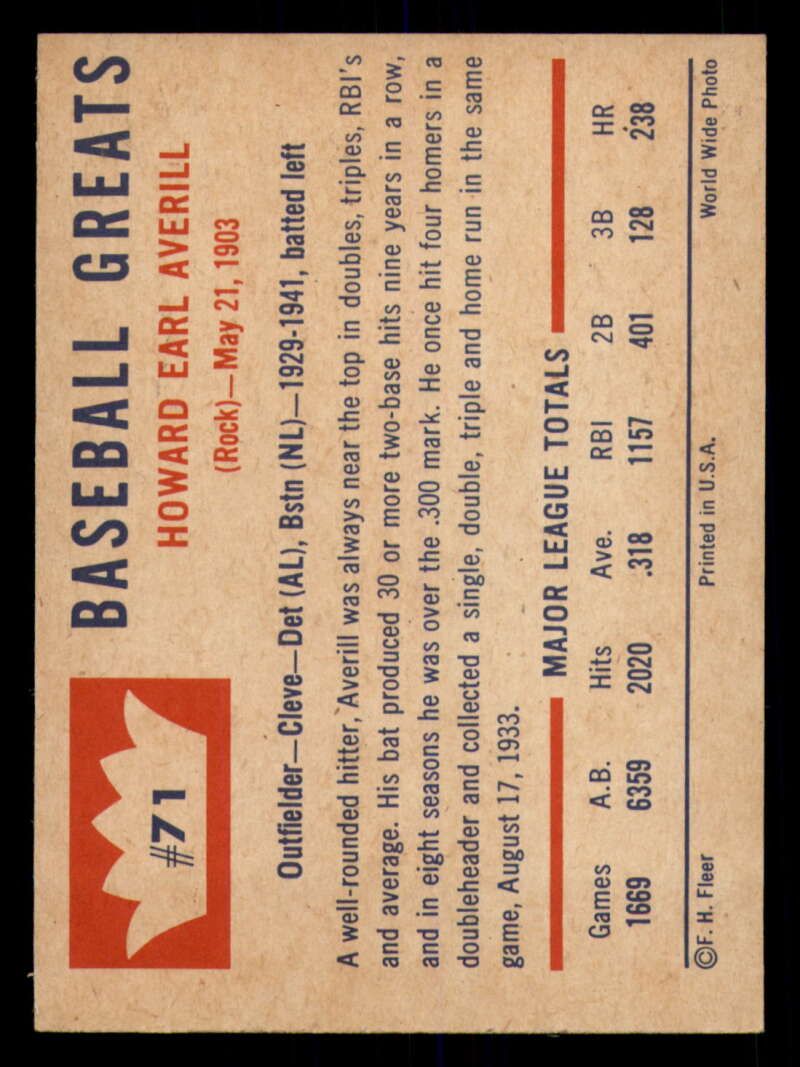 #71
BASEBALL GREATS
HOWARD EARL AVERILL
(Rock)—May 21, 1903
Outfielder—Cleve—Det (AL), Bstn (NL)—1929-1941, batted left
A well-rounded hitter, Averill was always near the top in doubles, triples, RBI's
and average. His bat produced 30 or more two-base hits nine years in a row,
and in eight seasons he was over the .300 mark. He once hit four homers in a
doubleheader and collected a single, double, triple and home run in the same
game, August 17, 1933.
MAJOR LEAGUE TOTALS
Games A.B. Hits Ave. RBI 2B 3B HR
1669 6359 2020 .318 1157 401 128 238
©F. H. Fleer Printed in U.S.A. World Wide Photo